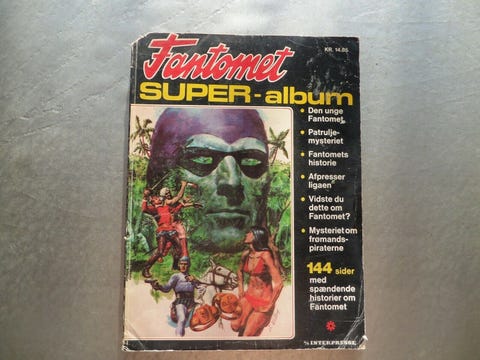 Fantomet
KR. 14.85
SUPER-album
• Den unge
Fantomet
• Patrulje-
mysteriet
• Fantomets
historie
• Afpresser
ligaen
• Vidste du
dette om
Fantomet?
• Mysteriet om
frømands-
piraterne
144 sider
med
spændende
historier om
Fantomet
INTERPRESSE